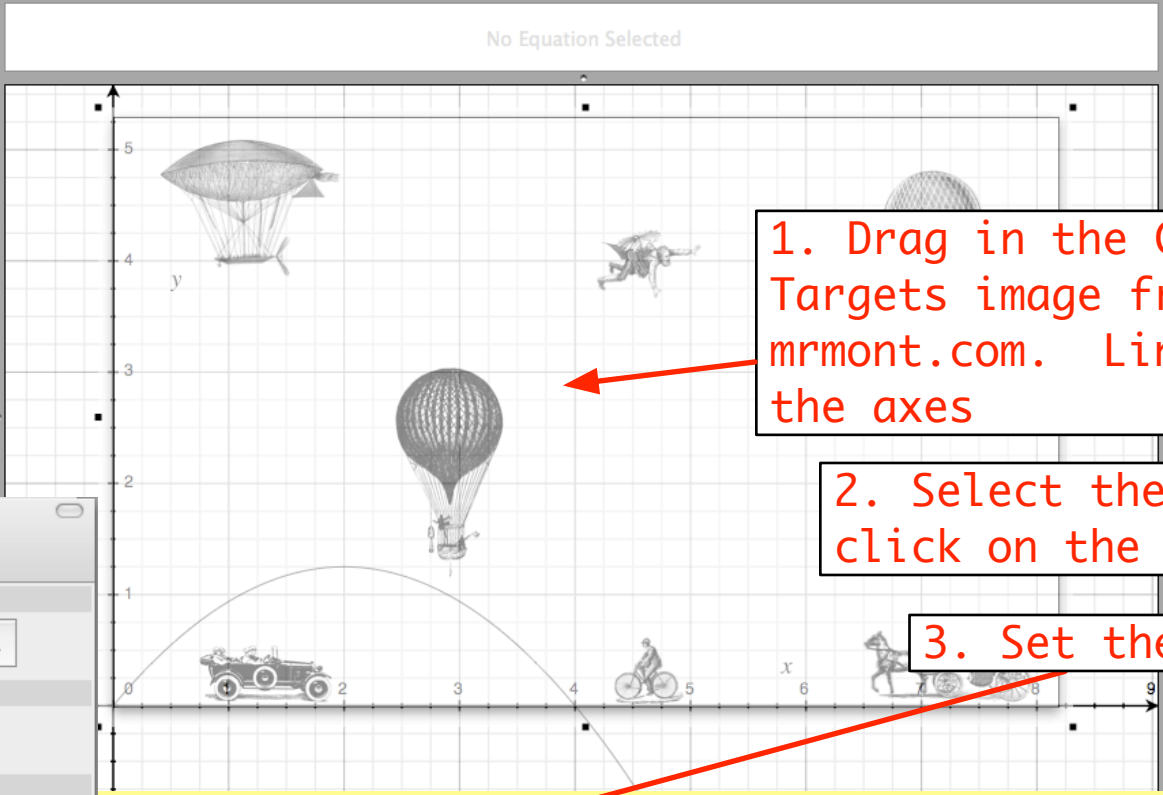 No Equation Selected
5
4
y
3
2
1
1. Drag in the
Targets image
mrmont.com.
the axes
2. Select the
click on the
3. Set the
x
0 1 2 3 4 5 6 7 8 9